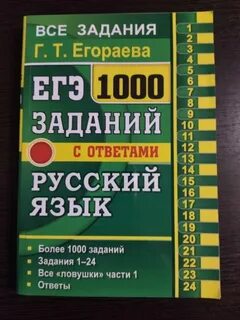 ВСЕ ЗАДАНИЯ
Г. Т. Егораева
ЕГЭ 1000
ЗАДАНИЙ
С ОТВЕТАМИ
РУССКИЙ
ЯЗЫК
• Более 1000 заданий
• Задания 1–24
• Все «ловушки» части 1
• Ответы
1
2
3
4
5
6
7
8
9
10
11
12
13
14
15
16
17
18
19
20
21
22
23
24